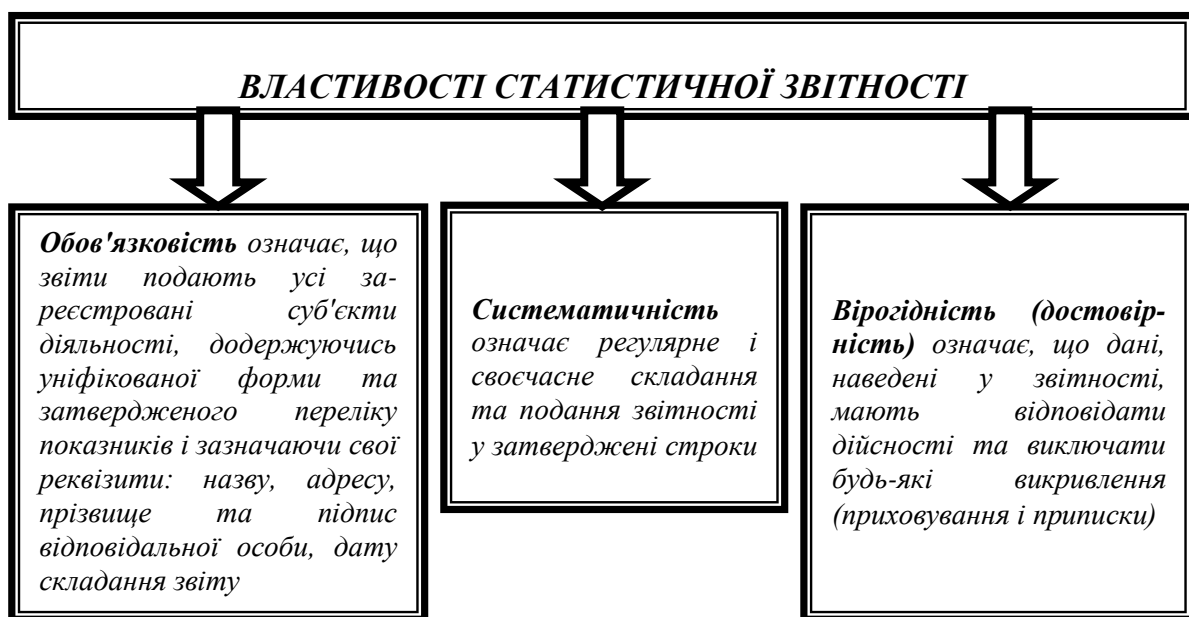 ВЛАСТИВОСТІ СТАТИСТИЧНОЇ ЗВІТНОСТІ
Обов'язковість означає, що
звіти подають усі за-
реєстровані суб'єкти
діяльності, додержуючись
уніфікованої форми та
затвердженого переліку
показників і зазначаючи свої
реквізити: назву, адресу,
прізвище та підпис
відповідальної особи, дату
складання звіту
Систематичність
означає регулярне і
своєчасне складання
та подання звітності
у затверджені строки
Вірогідність (достовір-
ність) означає, що дані,
наведені у звітності,
мають відповідати
дійсності та виключати
будь-які викривлення
(приховування і приписки)